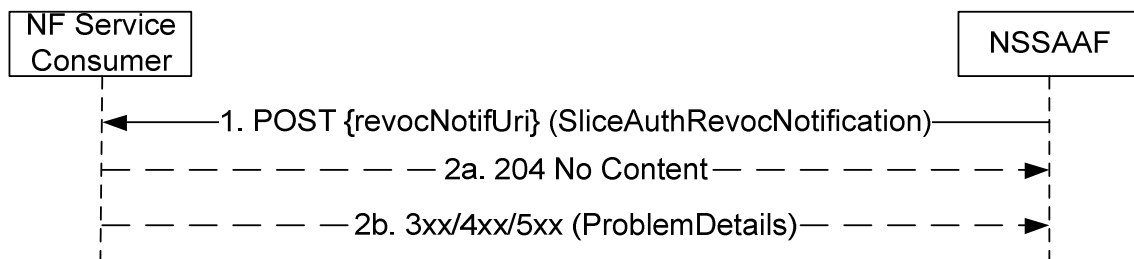 NF Service
Consumer
NSSAAF
1. POST {revocNotifUri} (SliceAuthRevocNotification)
2a. 204 No Content
2b. 3xx/4xx/5xx (ProblemDetails)